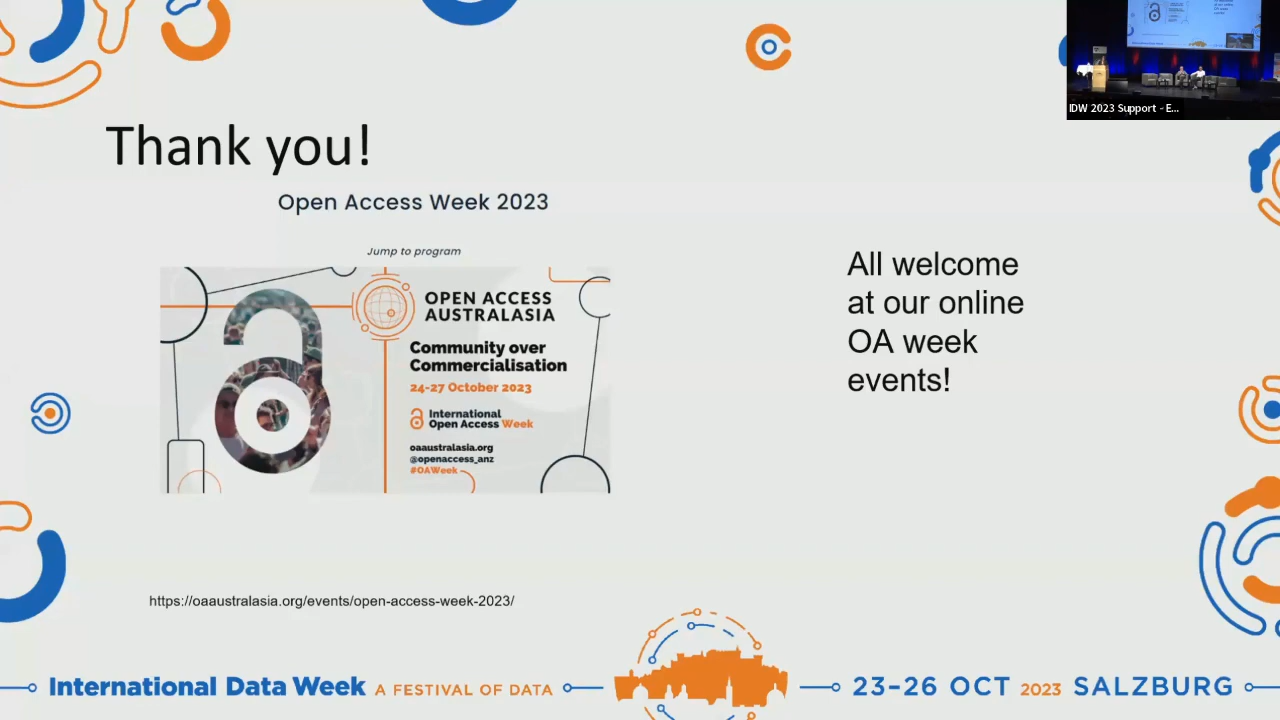 IDW 2023 Support - E...
Thank you!
Open Access Week 2023
Jump to program
OPEN ACCESS
AUSTRALASIA
Community over
Commercialisation
24-27 October 2023
International
Open Access Week
oaaustralasia.org
@openaccess_anz
#OAWeek
All welcome
at our online
OA week
events!
https://oaaustralasia.org/events/open-access-week-2023/
International Data Week A FESTIVAL OF DATA
23-26 OCT 2023 SALZBURG